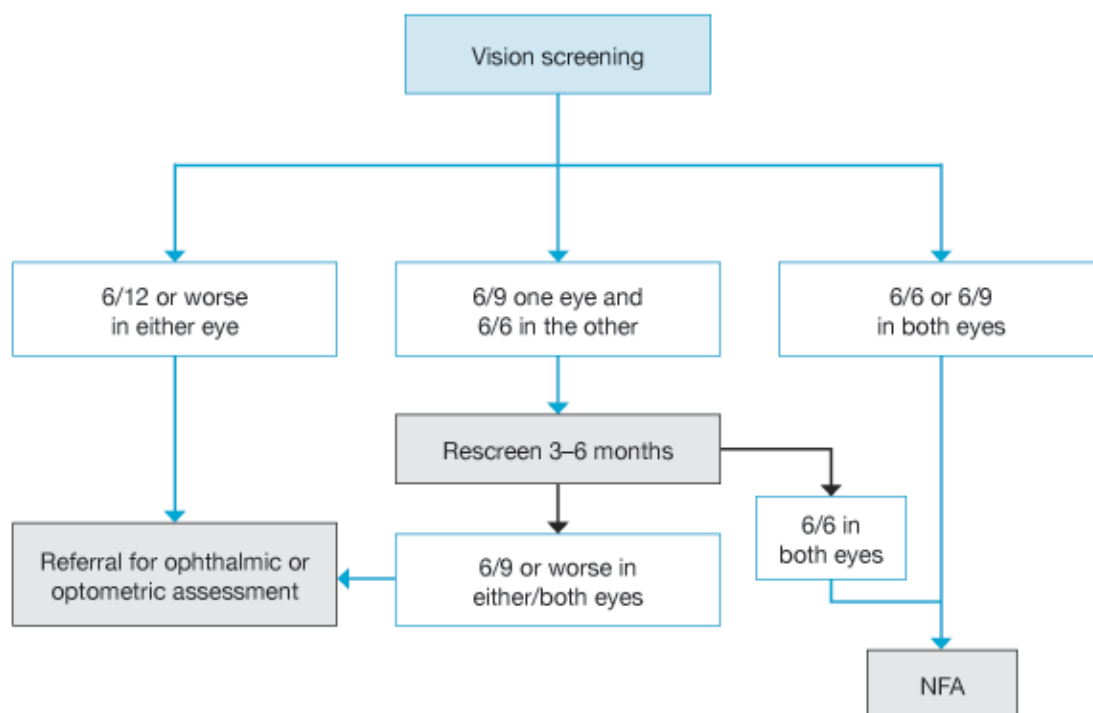 Vision screening
6/12 or worse
in either eye
6/9 one eye and
6/6 in the other
6/6 or 6/9
in both eyes
Rescreen 3–6 months
6/6 in
both eyes
Referral for ophthalmic or
optometric assessment
6/9 or worse in
either/both eyes
NFA